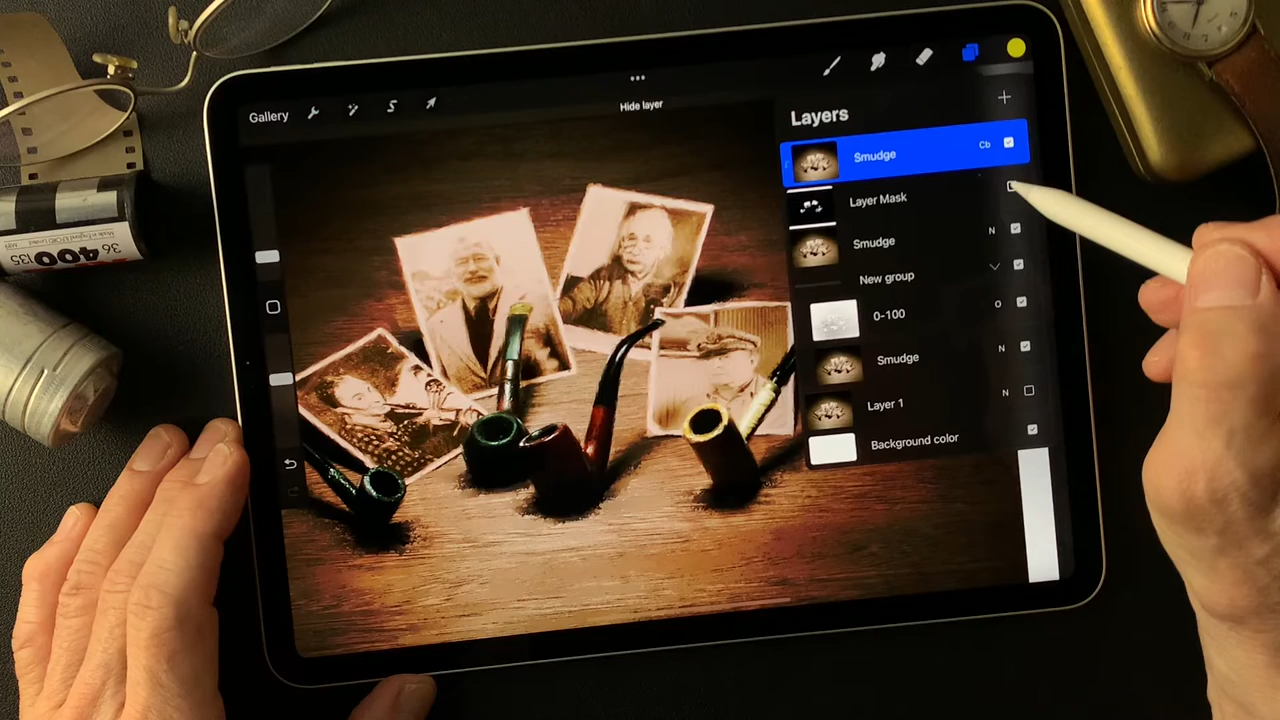 Gallery
Hide layer
Layers
Smudge Cb
Layer Mask
Smudge N
New group
0-100 O
Smudge N
Layer 1 N
Background color
400
36